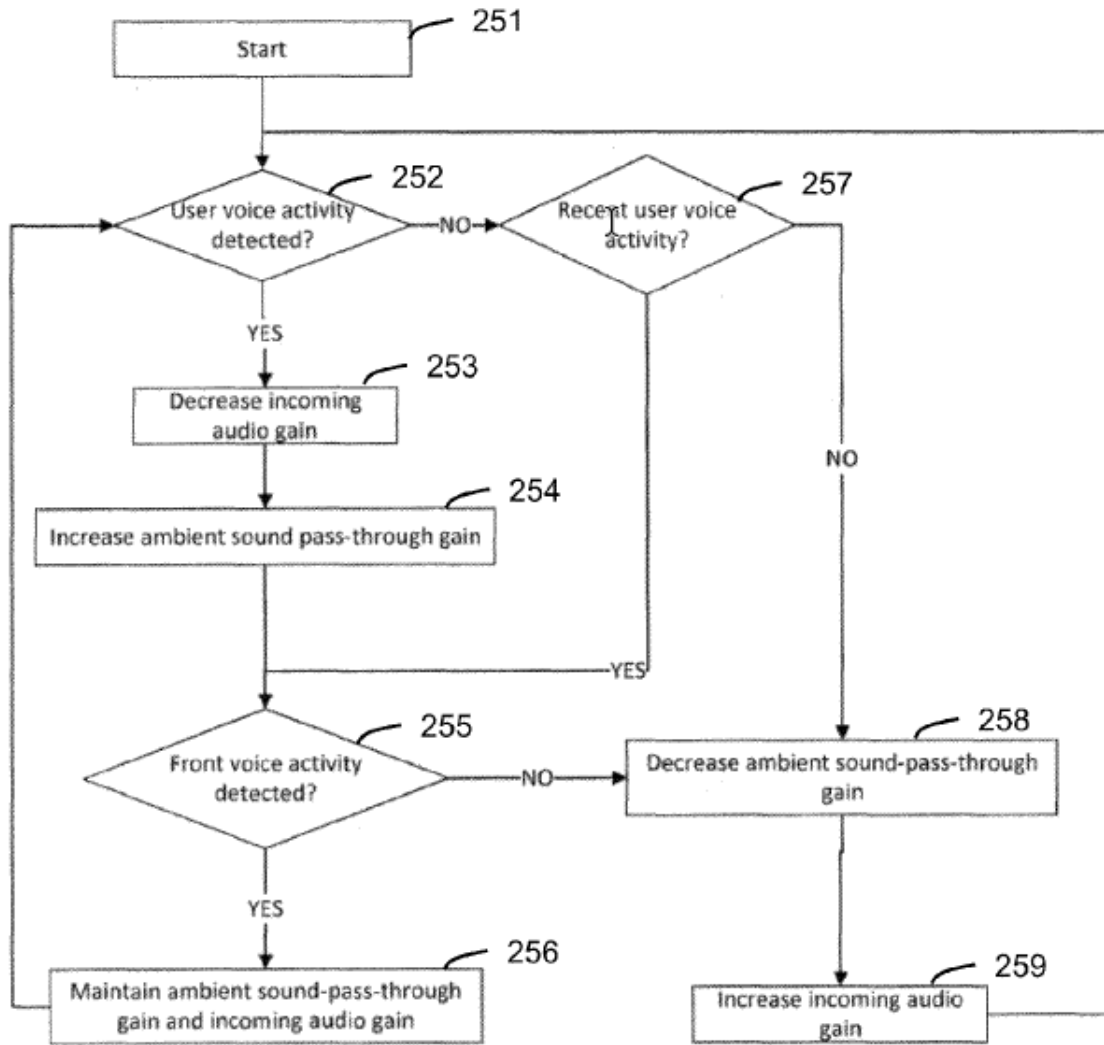 251
Start
252
User voice activity
detected?
NO
257
Recent user voice
activity?
YES
253
Decrease incoming
audio gain
NO
254
Increase ambient sound pass-through gain
YES
255
Front voice activity
detected?
NO
258
Decrease ambient sound-pass-through
gain
YES
256
Maintain ambient sound-pass-through
gain and incoming audio gain
259
Increase incoming audio
gain